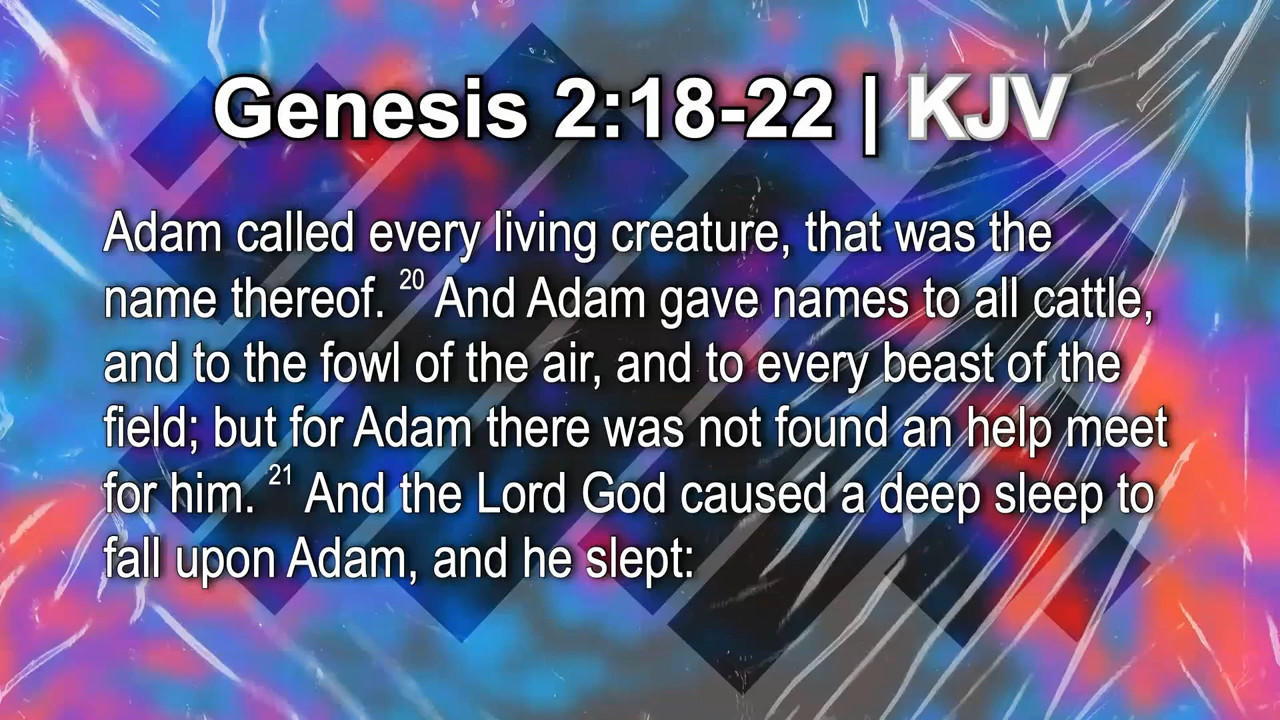 Genesis 2:18-22 | KJV
Adam called every living creature, that was the
name thereof. 20 And Adam gave names to all cattle,
and to the fowl of the air, and to every beast of the
field; but for Adam there was not found an help meet
for him. 21 And the Lord God caused a deep sleep to
fall upon Adam, and he slept: